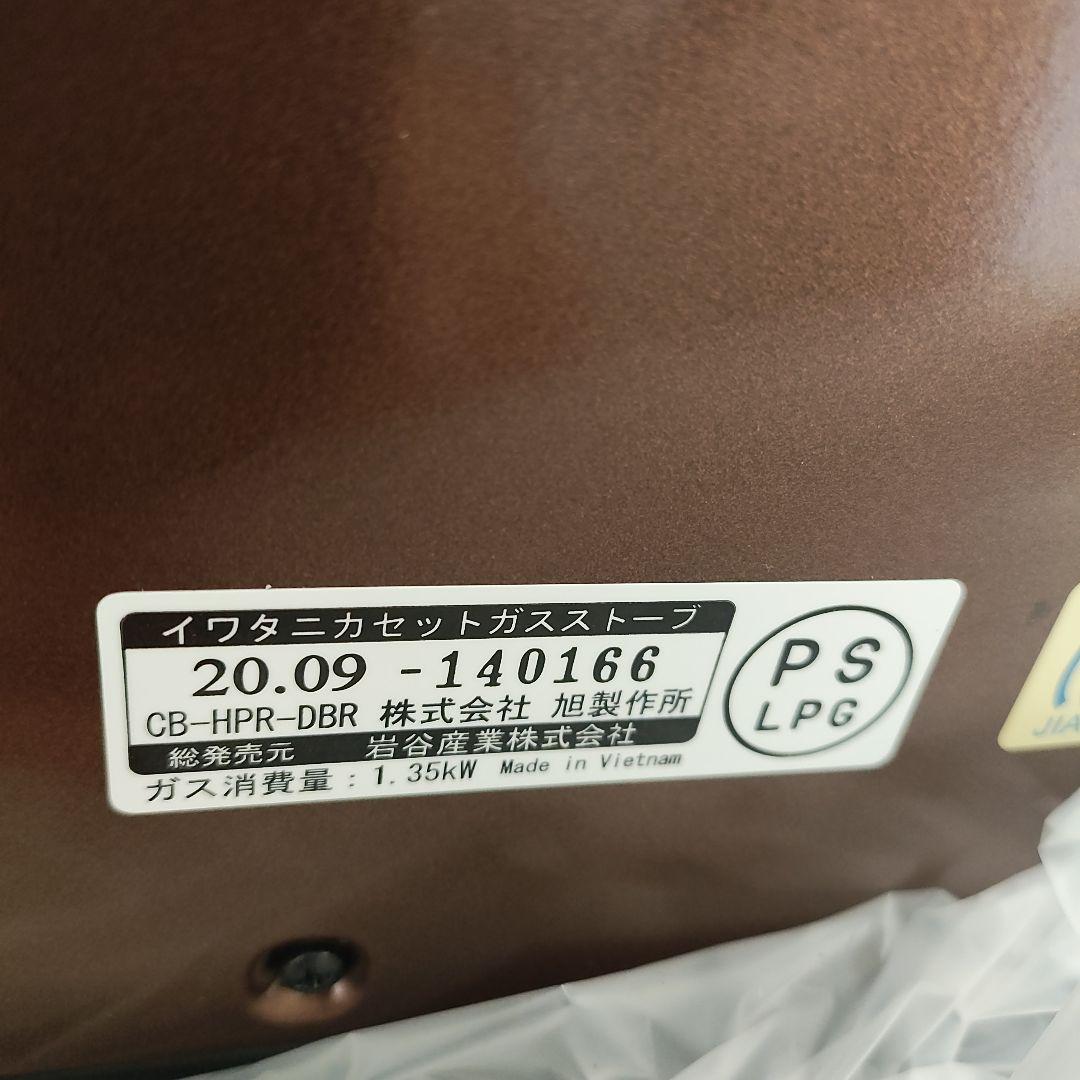 イワタニカセットガスストーブ
20.09 -140166
CB-HPR-DBR 株式会社 旭製作所
総発売元 岩谷産業株式会社
ガス消費量：1.35kW Made in Vietnam
PS
LPG
JIA